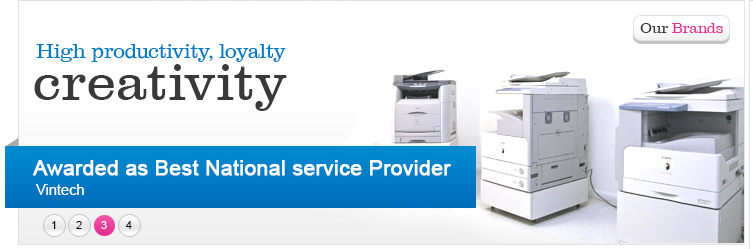 High productivity, loyalty
creativity
Our Brands
Awarded as Best National service Provider
Vintech
1 2 3 4